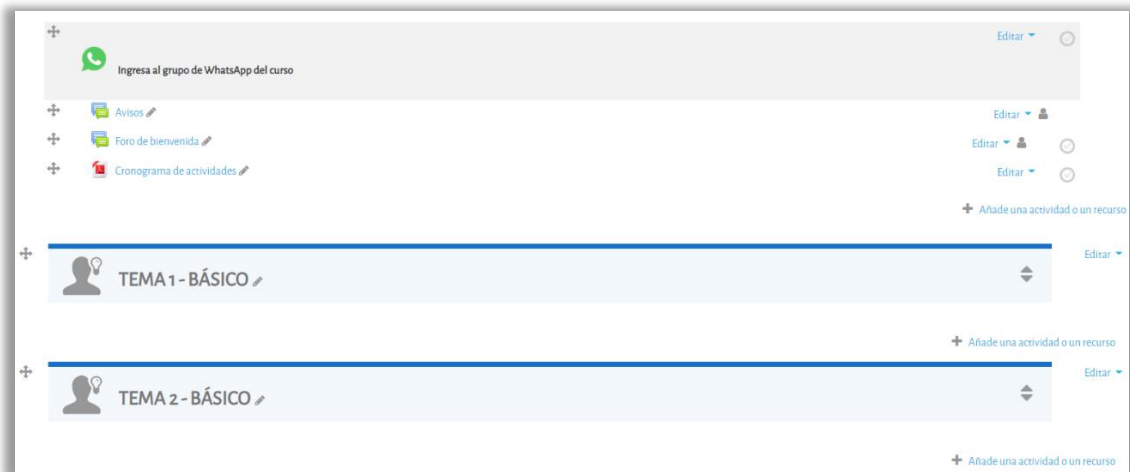 Editar
Ingresa al grupo de WhatsApp del curso
Avisos
Editar
Foro de bienvenida
Editar
Cronograma de actividades
Editar
Añade una actividad o un recurso
Editar
TEMA 1 - BÁSICO
Añade una actividad o un recurso
Editar
TEMA 2 - BÁSICO
Añade una actividad o un recurso